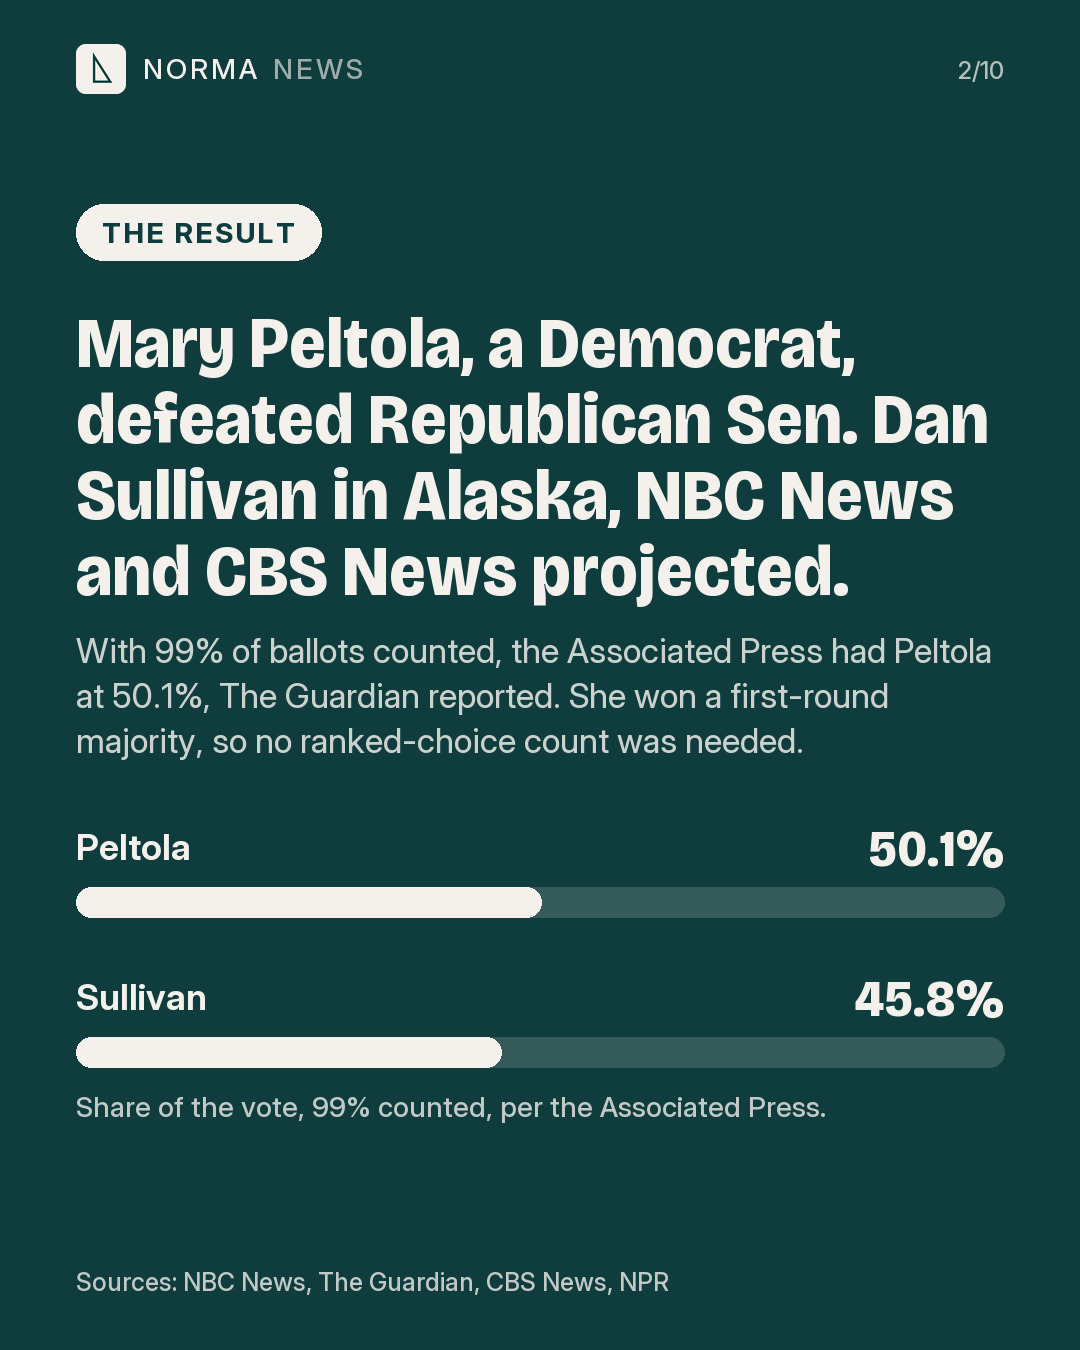 NORMA NEWS
2/10
THE RESULT
Mary Peltola, a Democrat,
defeated Republican Sen. Dan
Sullivan in Alaska, NBC News
and CBS News projected.
With 99% of ballots counted, the Associated Press had Peltola
at 50.1%, The Guardian reported. She won a first-round
majority, so no ranked-choice count was needed.
Peltola 50.1%
Sullivan 45.8%
Share of the vote, 99% counted, per the Associated Press.
Sources: NBC News, The Guardian, CBS News, NPR